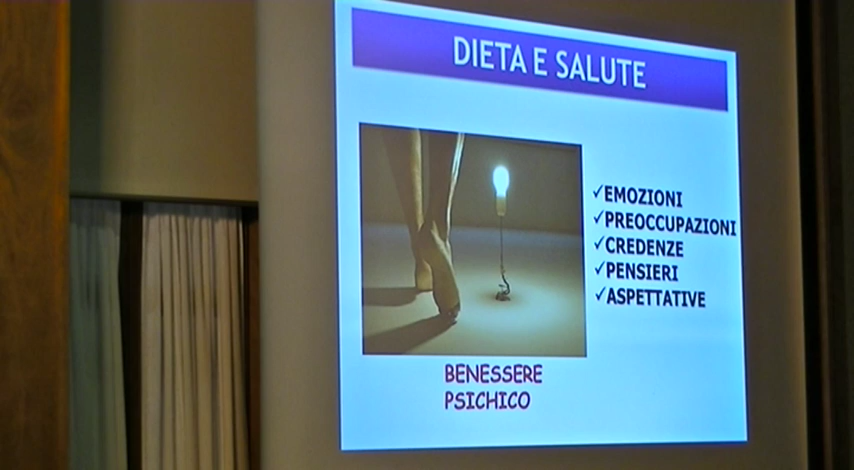 DIETA E SALUTE
✓EMOZIONI
✓PREOCCUPAZIONI
✓CREDENZE
✓PENSIERI
✓ASPETTATIVE
BENESSERE
PSICHICO